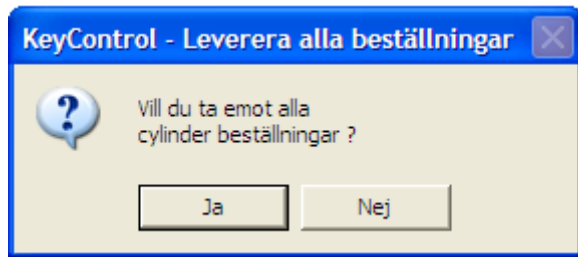 KeyControl - Leverera alla beställningar
Vill du ta emot alla
cylinder beställningar ?
Ja
Nej